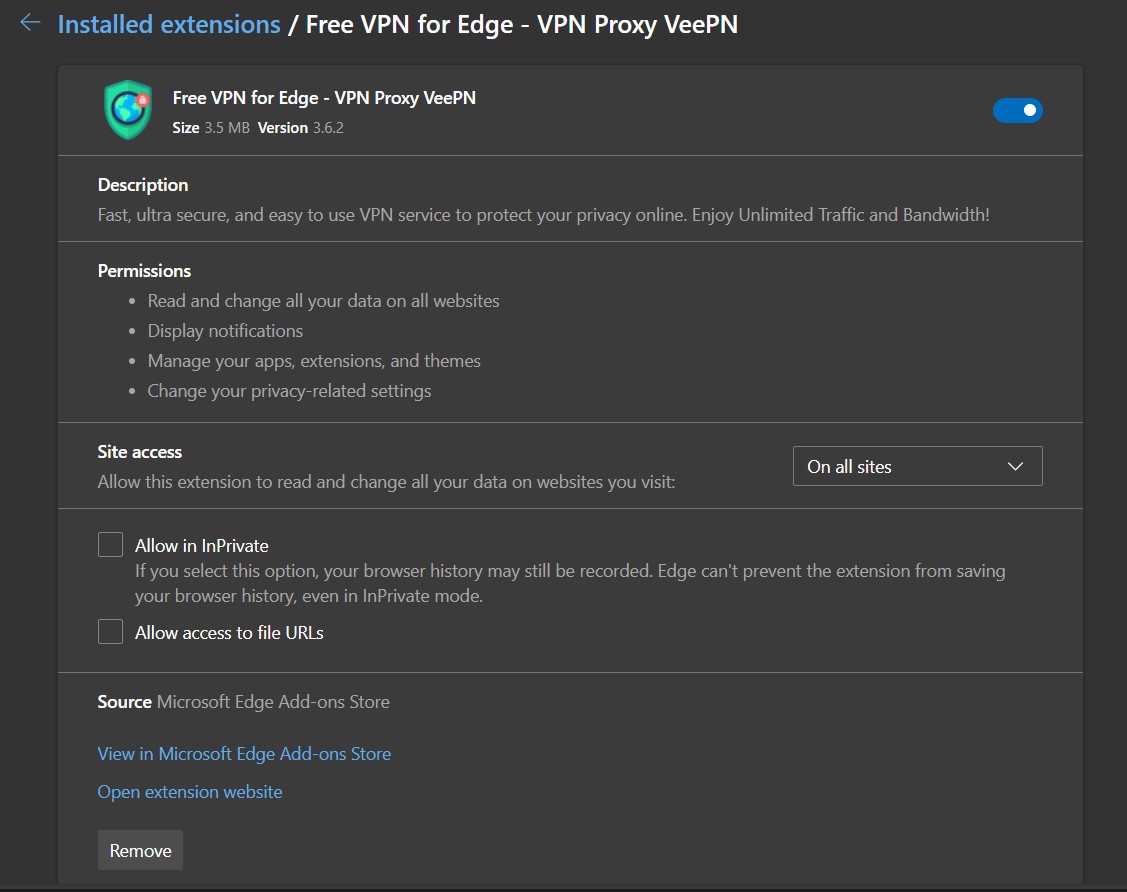 Installed extensions / Free VPN for Edge - VPN Proxy VeePN
Free VPN for Edge - VPN Proxy VeePN
Size 3.5 MB Version 3.6.2
Description
Fast, ultra secure, and easy to use VPN service to protect your privacy online. Enjoy Unlimited Traffic and Bandwidth!
Permissions
• Read and change all your data on all websites
• Display notifications
• Manage your apps, extensions, and themes
• Change your privacy-related settings
Site access
On all sites
Allow this extension to read and change all your data on websites you visit:
Allow in InPrivate
If you select this option, your browser history may still be recorded. Edge can't prevent the extension from saving
your browser history, even in InPrivate mode.
Allow access to file URLs
Source Microsoft Edge Add-ons Store
View in Microsoft Edge Add-ons Store
Open extension website
Remove